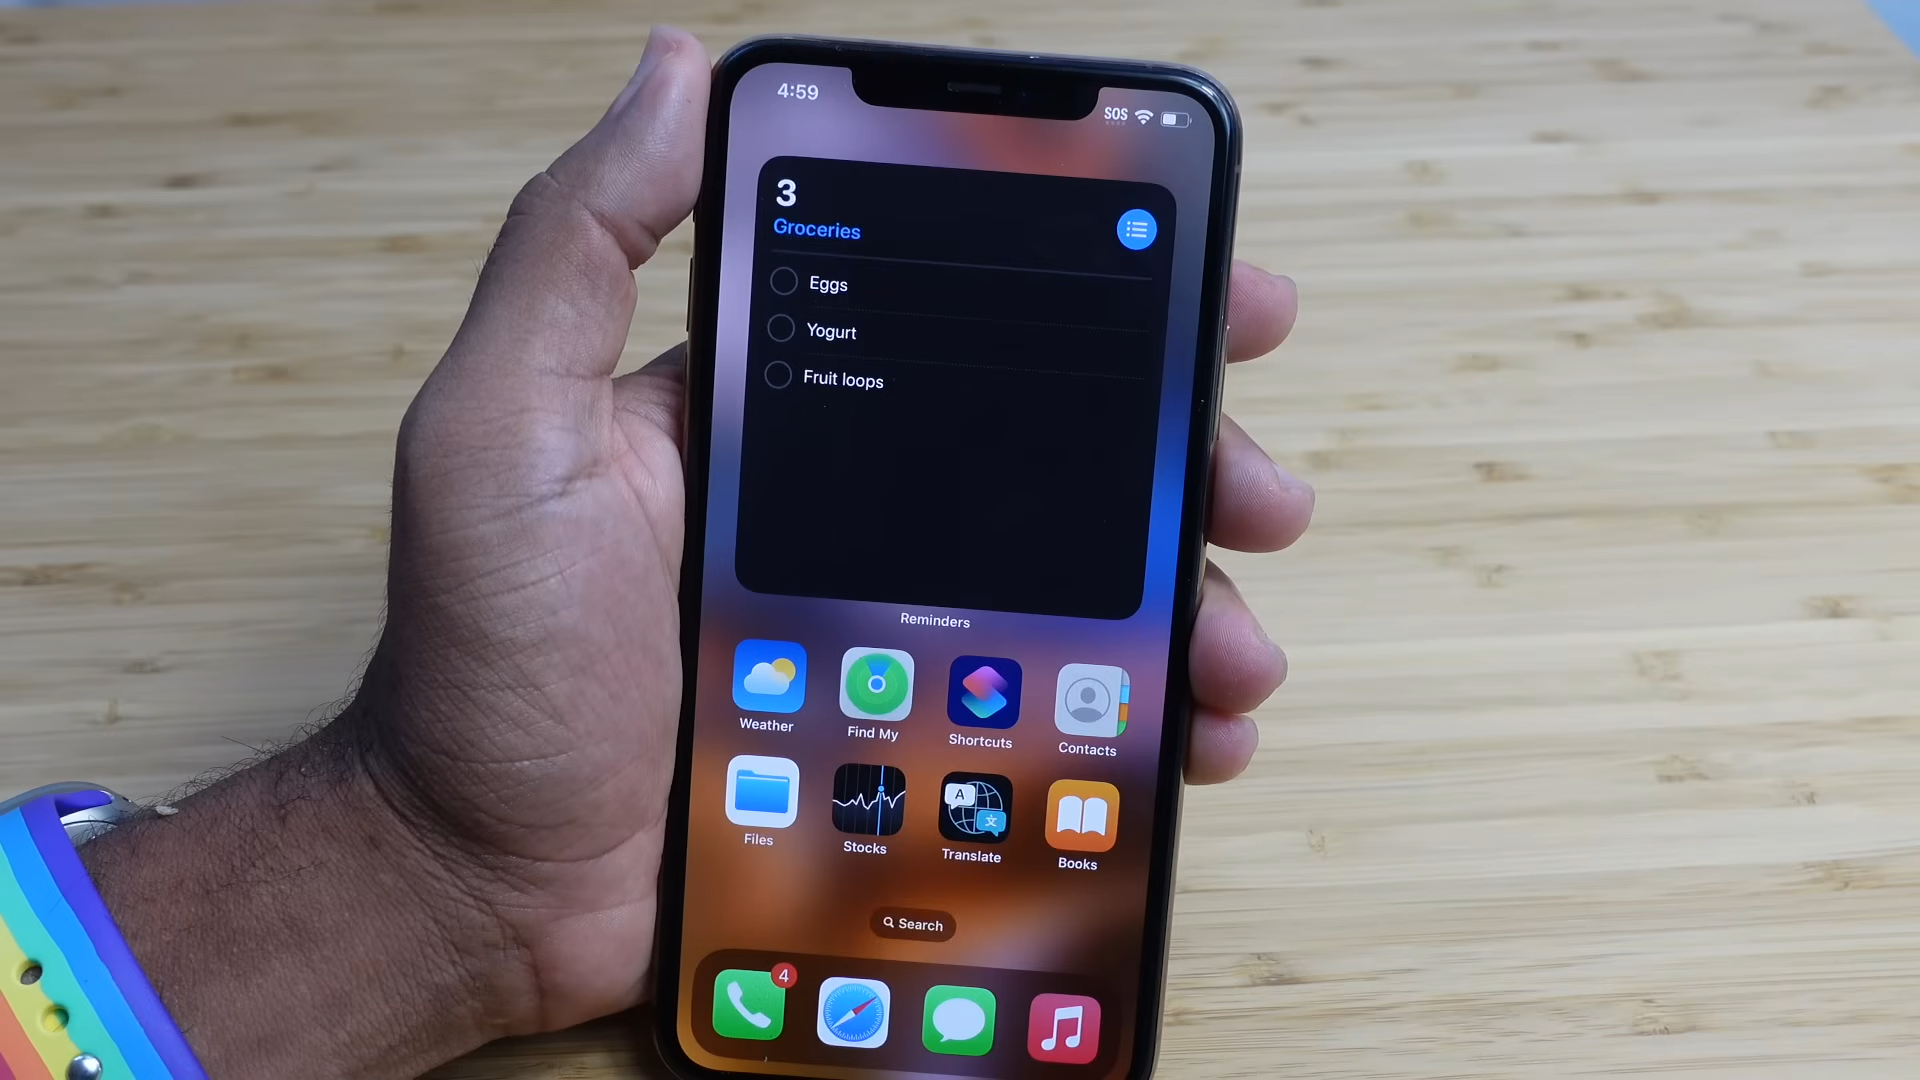 4:59
SOS
3
Groceries
Eggs
Yogurt
Fruit loops
Reminders
Weather
Find My
Shortcuts
Contacts
Files
Stocks
A
文
Translate
Books
Search
4